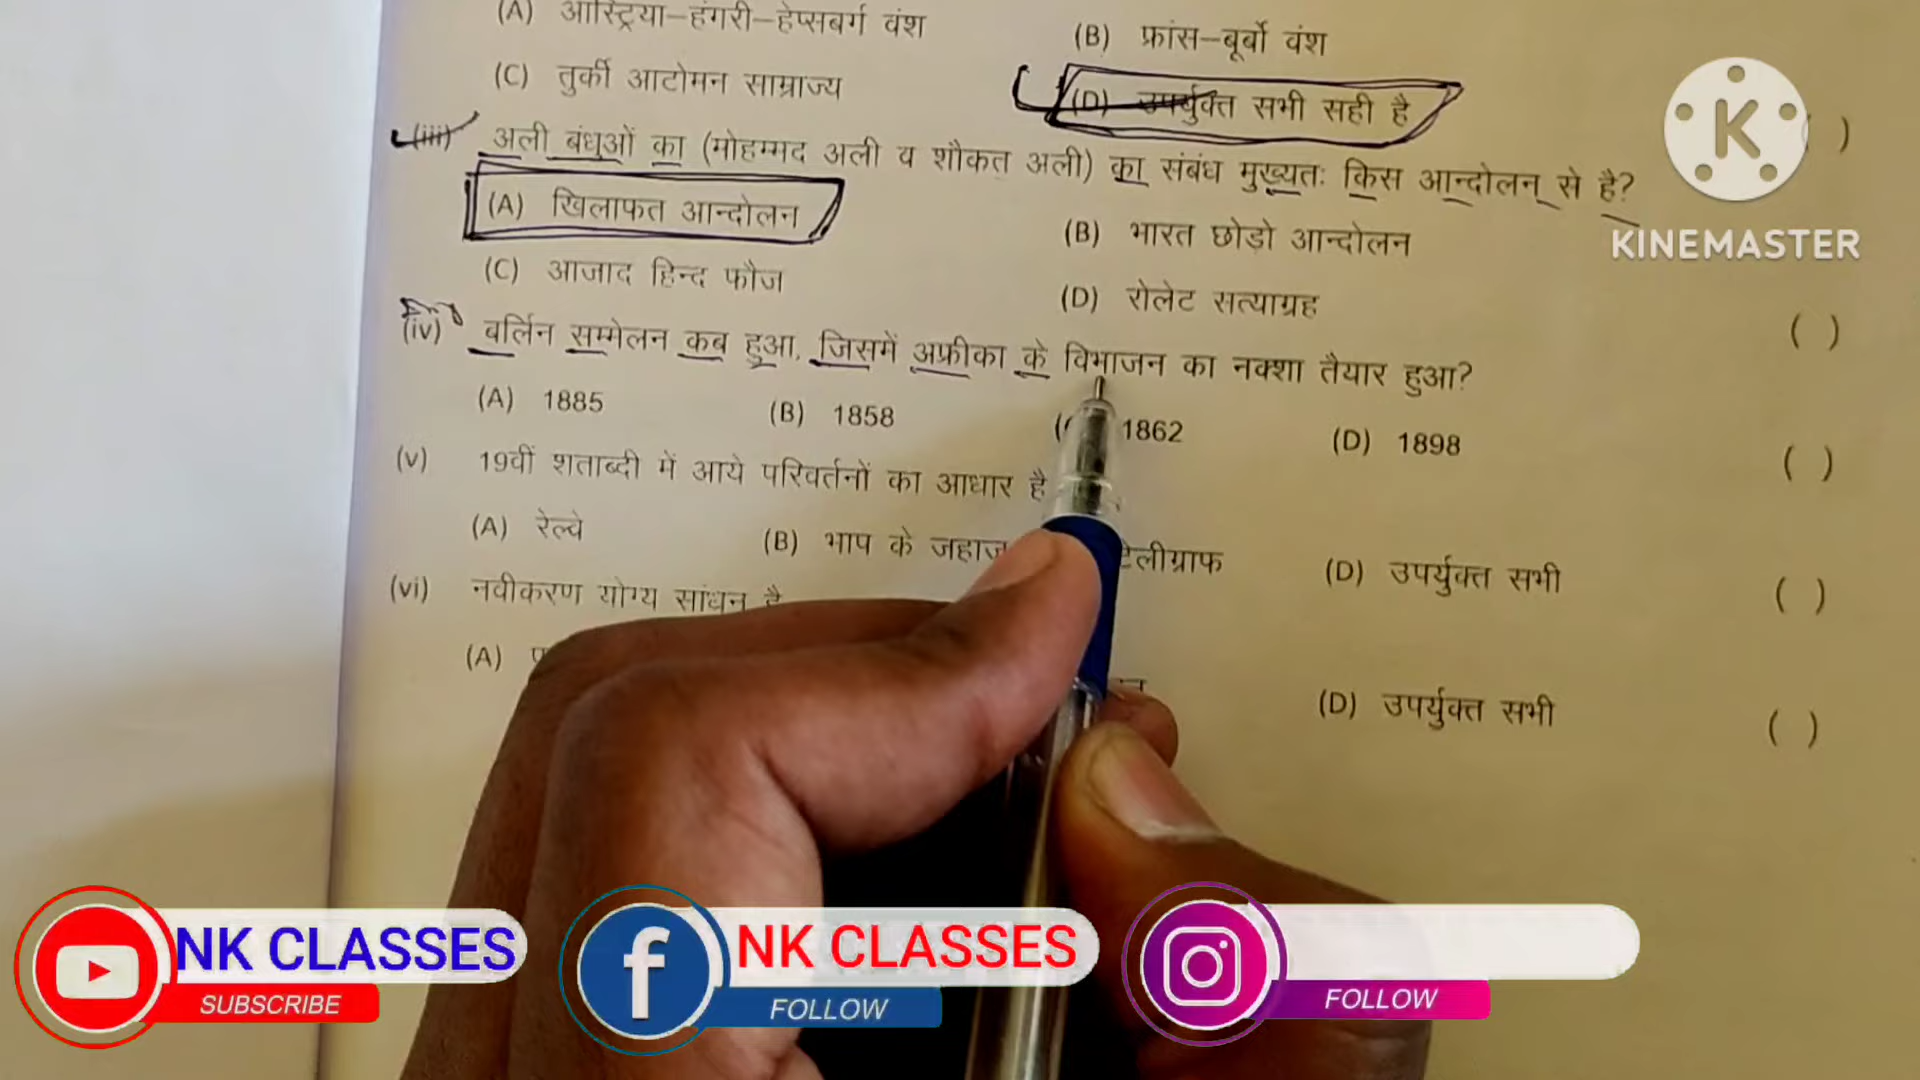 (A) आस्ट्रिया–हंगरी–हेप्सबर्ग वंश
(B) फ्रांस–बूर्बो वंश
(C) तुर्की आटोमन साम्राज्य
(D) उपर्युक्त सभी सही है
( )
(iii) अली बंधुओं का (मोहम्मद अली व शौकत अली) का संबंध मुख्यतः किस आन्दोलन् से है?
(A) खिलाफत आन्दोलन
(B) भारत छोड़ो आन्दोलन
(C) आजाद हिन्द फौज
(D) रोलेट सत्याग्रह
( )
(iv) बर्लिन सम्मेलन कब हुआ, जिसमें अफ्रीका के विभाजन का नक्शा तैयार हुआ?
(A) 1885 (B) 1858 1862 (D) 1898
( )
(v) 19वीं शताब्दी में आये परिवर्तनों का आधार है
(A) रेल्वे (B) भाप के जहाज टेलीग्राफ (D) उपर्युक्त सभी
( )
(vi) नवीकरण योग्य सांधन है
(A) (D) उपर्युक्त सभी
( )
K
KINEMASTER
NK CLASSES
SUBSCRIBE
f
NK CLASSES
FOLLOW
FOLLOW